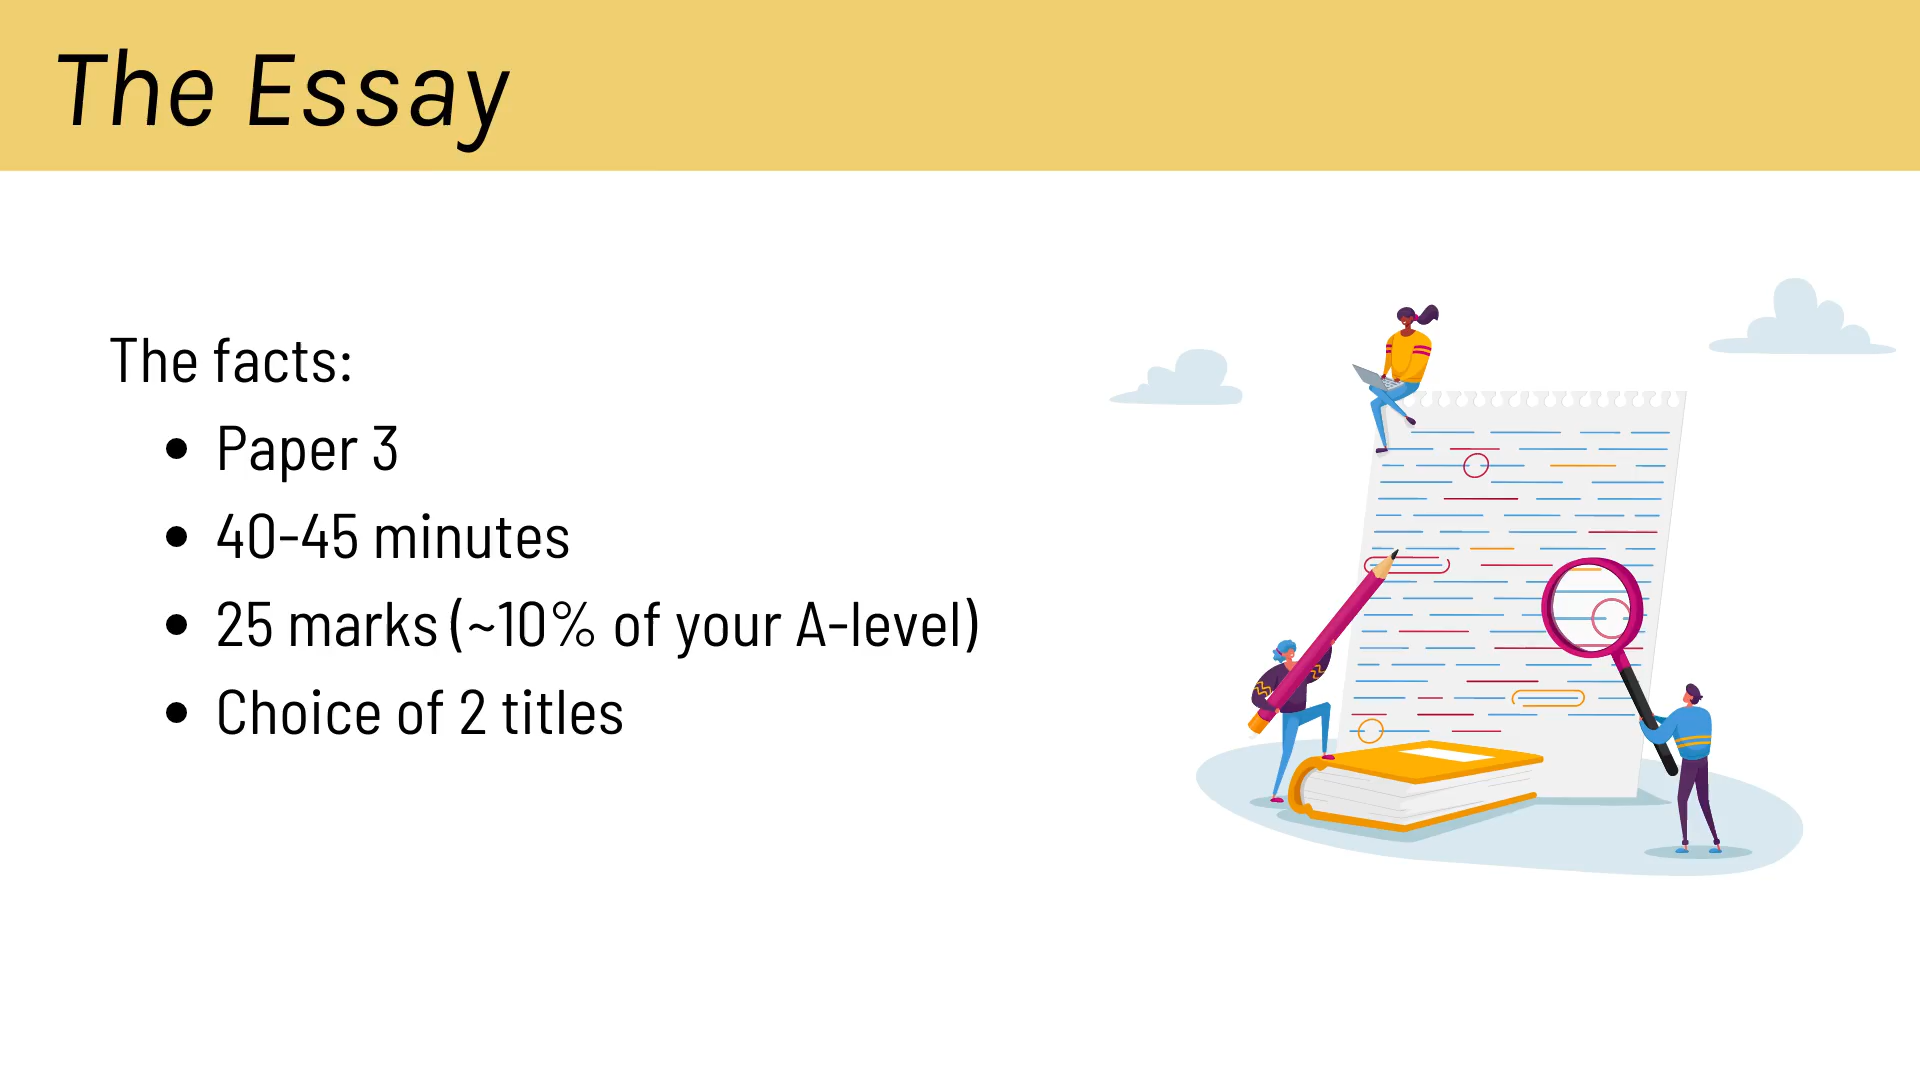 The Essay
The facts:
• Paper 3
• 40-45 minutes
• 25 marks (~10% of your A-level)
• Choice of 2 titles